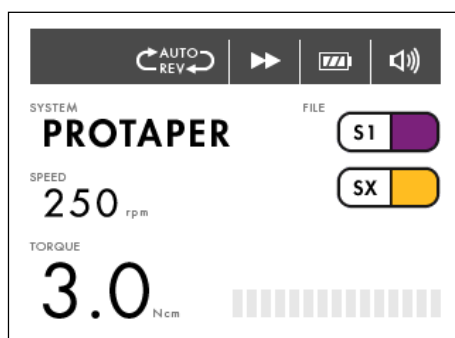 AUTO
REV
SYSTEM
PROTAPER
FILE
S1
SX
SPEED
250 rpm
TORQUE
3.0 Ncm